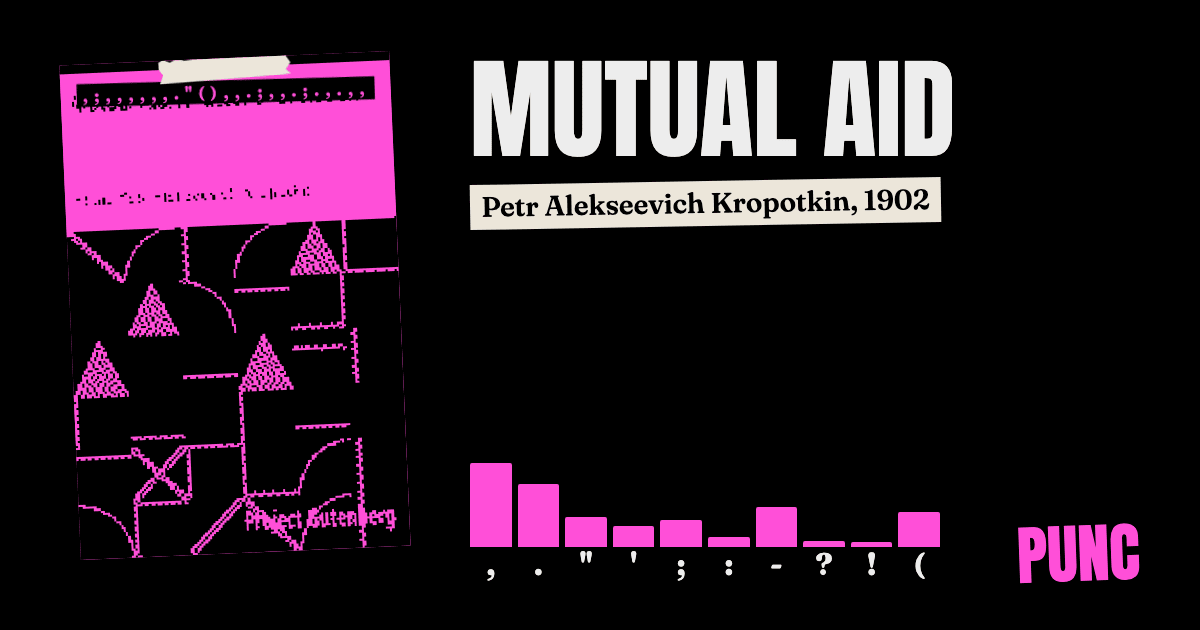 ,;,,,,,,."(),,.;,,.;.,.,,
Project Gutenberg
MUTUAL AID
Petr Alekseevich Kropotkin, 1902
, . " ' ; : - ? ! (
PUNC